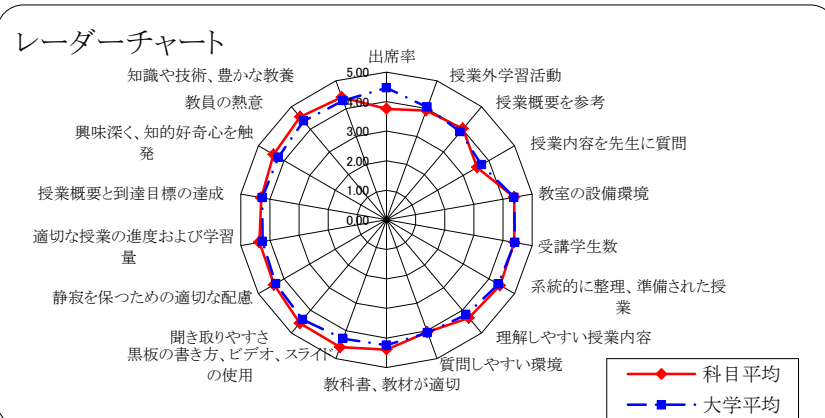 レーダーチャート
出席率
授業外学習活動
授業概要を参考
授業内容を先生に質問
教室の設備環境
受講学生数
系統的に整理、準備された授
業
理解しやすい授業内容
質問しやすい環境
教科書、教材が適切
黒板の書き方、ビデオ、スライド
の使用
聞き取りやすさ
静寂を保つための適切な配慮
適切な授業の進度および学習
量
授業概要と到達目標の達成
興味深く、知的好奇心を触
発
教員の熱意
知識や技術、豊かな教養
5.00
4.00
3.00
2.00
1.00
0.00
科目平均
大学平均